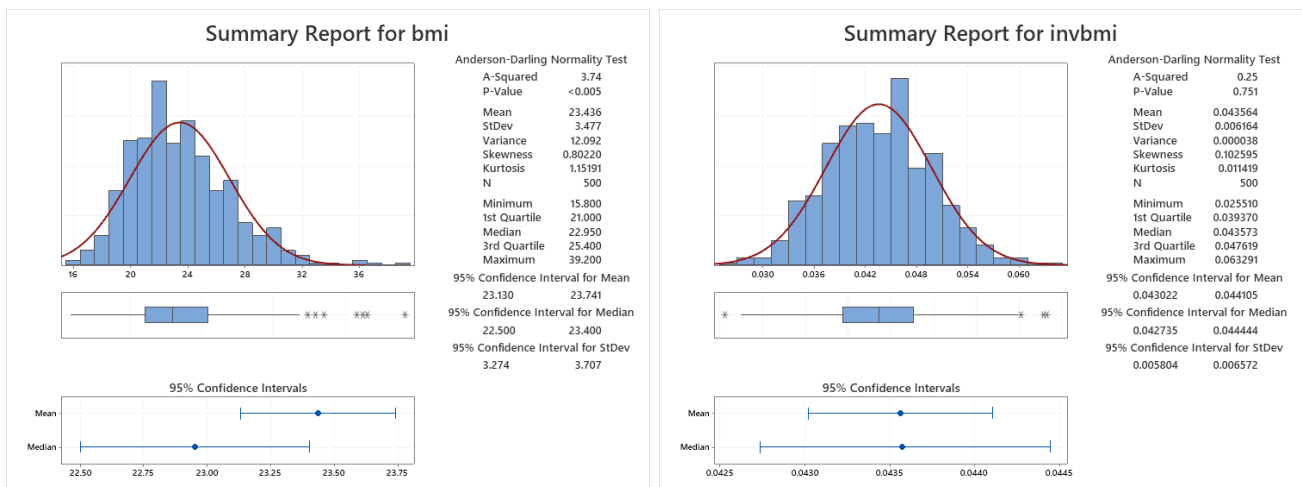 Summary Report for bmi
Anderson-Darling Normality Test
A-Squared 3.74
P-Value <0.005
Mean 23.436
StDev 3.477
Variance 12.092
Skewness 0.80220
Kurtosis 1.15191
N 500
Minimum 15.800
1st Quartile 21.000
Median 22.950
3rd Quartile 25.400
Maximum 39.200
95% Confidence Interval for Mean
23.130 23.741
95% Confidence Interval for Median
22.500 23.400
95% Confidence Interval for StDev
3.274 3.707
16 20 24 28 32 36
95% Confidence Intervals
Mean
Median
22.50 22.75 23.00 23.25 23.50 23.75
Summary Report for invbmi
Anderson-Darling Normality Test
A-Squared 0.25
P-Value 0.751
Mean 0.043564
StDev 0.006164
Variance 0.000038
Skewness 0.102595
Kurtosis 0.011419
N 500
Minimum 0.025510
1st Quartile 0.039370
Median 0.043573
3rd Quartile 0.047619
Maximum 0.063291
95% Confidence Interval for Mean
0.043022 0.044105
95% Confidence Interval for Median
0.042735 0.044444
95% Confidence Interval for StDev
0.005804 0.006572
0.030 0.036 0.042 0.048 0.054 0.060
95% Confidence Intervals
Mean
Median
0.0425 0.0430 0.0435 0.0440 0.0445